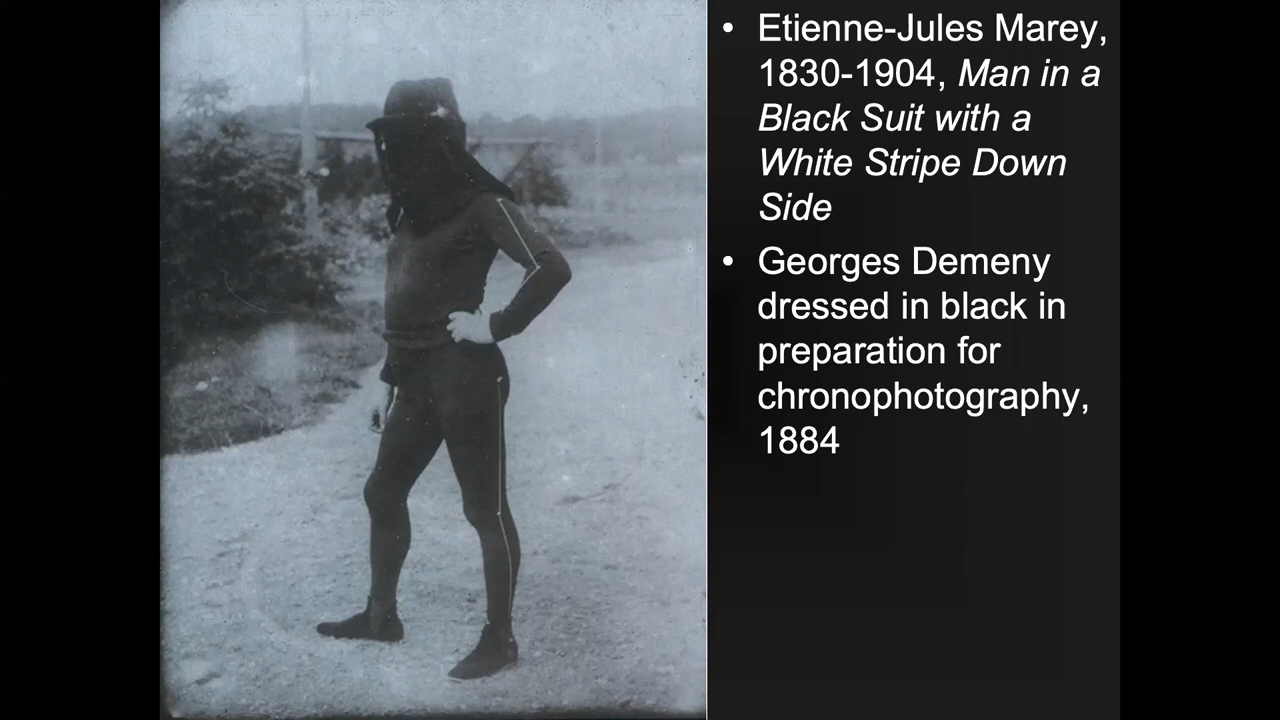 • Etienne-Jules Marey,
1830-1904, Man in a
Black Suit with a
White Stripe Down
Side
• Georges Demeny
dressed in black in
preparation for
chronophotography,
1884